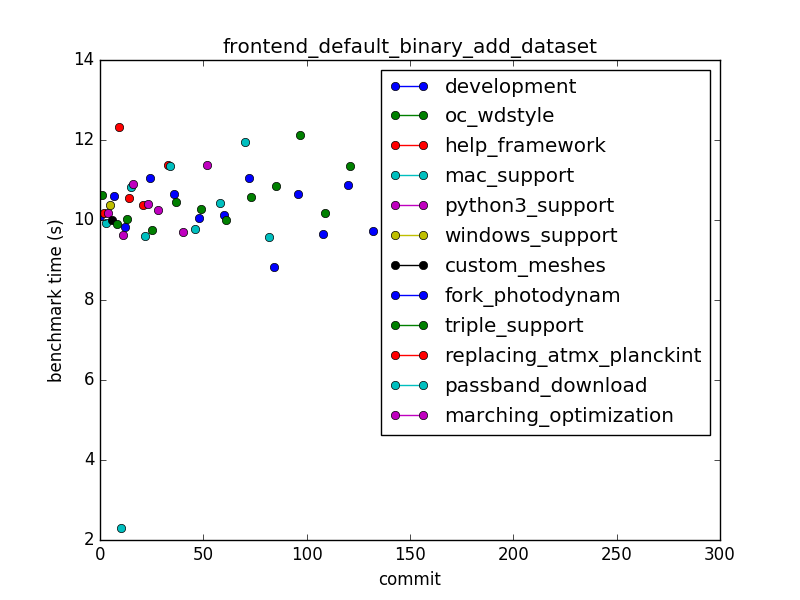 frontend_default_binary_add_dataset
14
12
10
8
6
4
2
benchmark time (s)
development
oc_wdstyle
help_framework
mac_support
python3_support
windows_support
custom_meshes
fork_photodynam
triple_support
replacing_atmx_planckint
passband_download
marching_optimization
0 50 100 150 200 250 300
commit